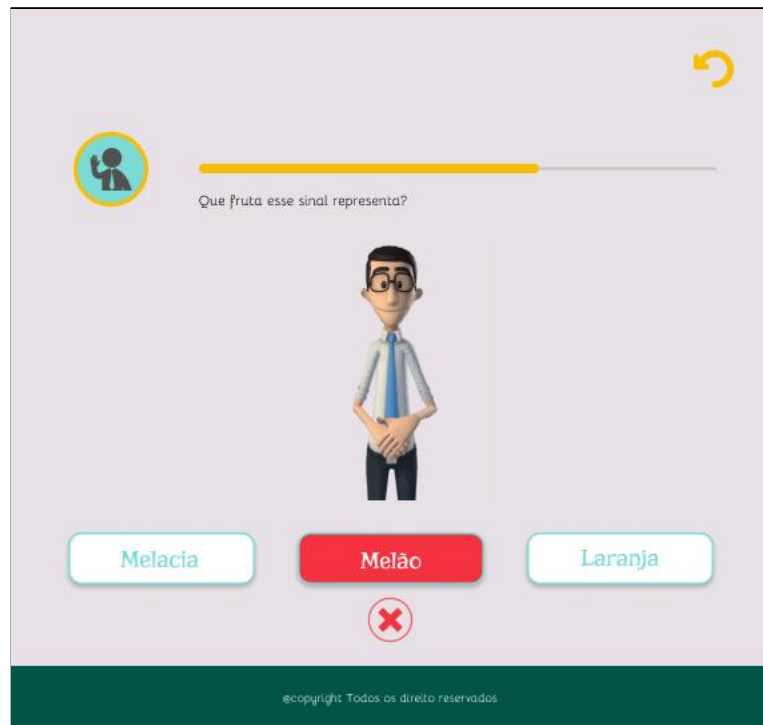 Que fruta esse sinal representa?
Melacia
Melão
Laranja
@copyright Todos os direito reservados